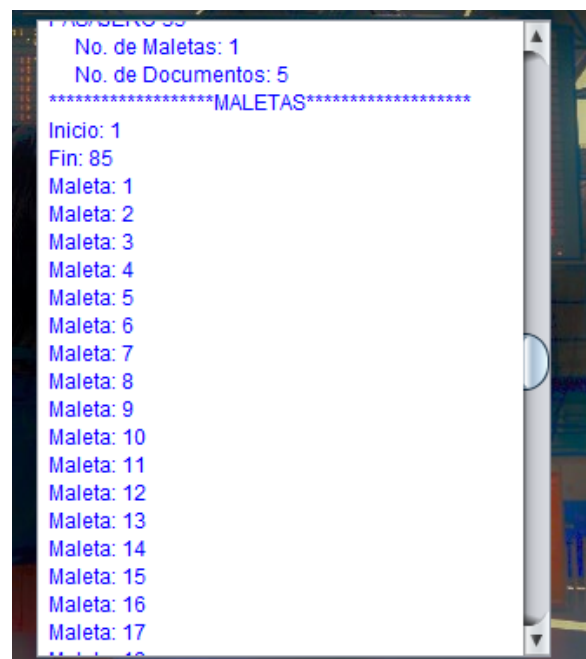 No. de Maletas: 1
No. de Documentos: 5
*******************MALETAS*******************
Inicio: 1
Fin: 85
Maleta: 1
Maleta: 2
Maleta: 3
Maleta: 4
Maleta: 5
Maleta: 6
Maleta: 7
Maleta: 8
Maleta: 9
Maleta: 10
Maleta: 11
Maleta: 12
Maleta: 13
Maleta: 14
Maleta: 15
Maleta: 16
Maleta: 17